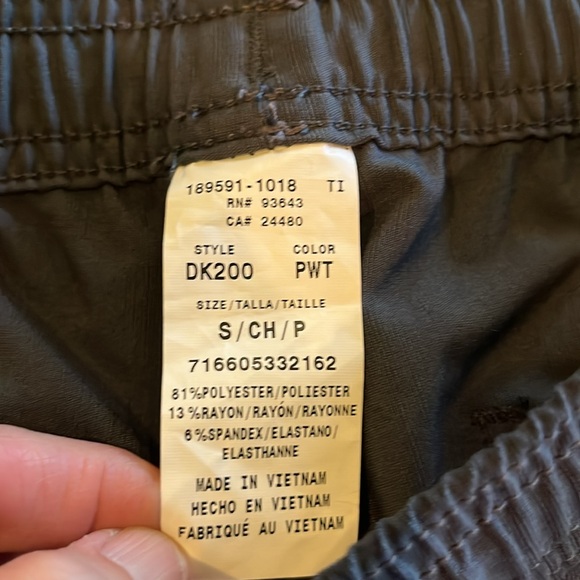 189591-1018 TI
RN# 93643
CA# 24480
STYLE COLOR
DK200 PWT
SIZE/TALLA/TAILLE
S/CH/P
716605332162
81%POLYESTER/POLIESTER
13%RAYON/RAYÓN/RAYONNE
6%SPANDEX/ELASTANO/
ELASTHANNE
MADE IN VIETNAM
HECHO EN VIETNAM
FABRIQUÉ AU VIETNAM